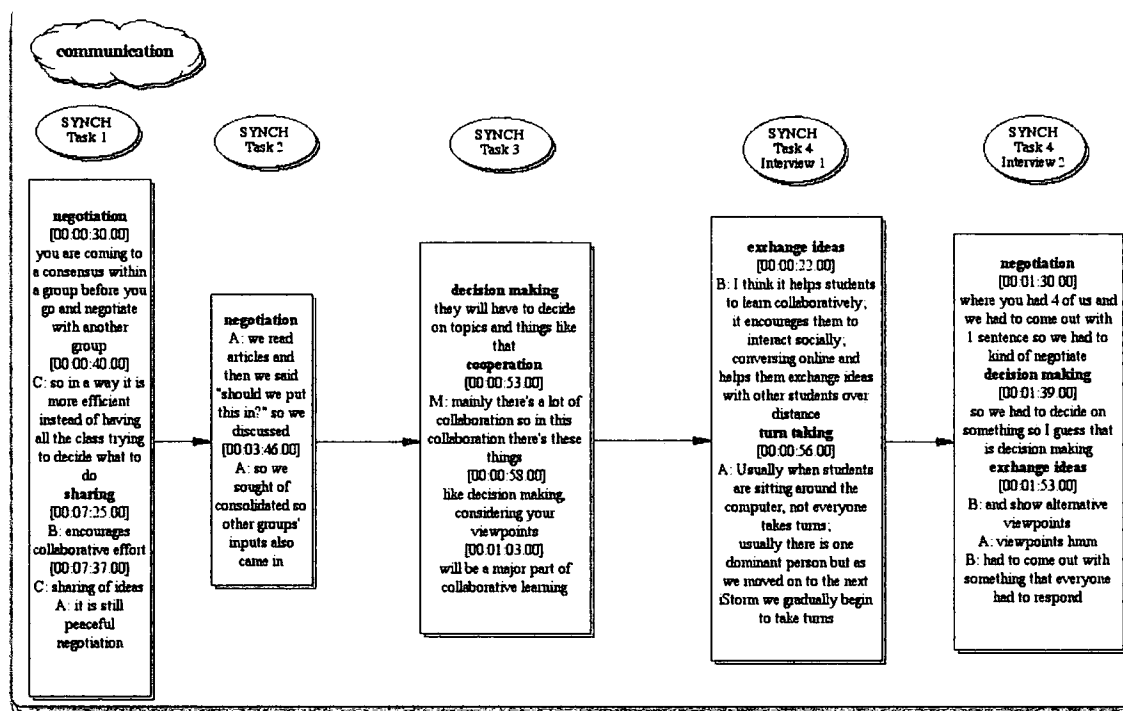 communication
SYNCH
Task 1
SYNCH
Task 2
SYNCH
Task 3
SYNCH
Task 4
Interview 1
SYNCH
Task 4
Interview 2
negotiation
[00:00:30.00]
you are coming to
a consensus within
a group before you
go and negotiate
with another
group
[00:00:40.00]
C: so in a way it is
more efficient
instead of having
all the class trying
to decide what to
do
sharing
[00:07:25.00]
B: encourages
collaborative effort
[00:07:37.00]
C: sharing of ideas
A: it is still
peaceful
negotiation
negotiation
A: we read
articles and
then we said
"should we put
this in?" so we
discussed
[00:03:46.00]
A: so we
sought of
consolidated so
other groups'
inputs also
came in
decision making
they will have to decide
on topics and things like
that
cooperation
[00:00:53.00]
M: mainly there's a lot of
collaboration so in this
collaboration there's these
things
[00:00:58.00]
like decision making,
considering your
viewpoints
[00:01:03.00]
will be a major part of
collaborative learning
exchange ideas
[00:00:22.00]
B: I think it helps students
to learn collaboratively;
it encourages them to
interact socially;
conversing online and
helps them exchange ideas
with other students over
distance
turn taking
[00:00:56.00]
A: Usually when students
are sitting around the
computer, not everyone
takes turns;
usually there is one
dominant person but as
we moved on to the next
iStorm we gradually begin
to take turns
negotiation
[00:01:30.00]
where you had 4 of us and
we had to come out with
1 sentence so we had to
kind of negotiate
decision making
[00:01:39.00]
so we had to decide on
something so I guess that
is decision making
exchange ideas
[00:01:53.00]
B: and show alternative
viewpoints
A: viewpoints hmm
B: had to come out with
something that everyone
had to respond